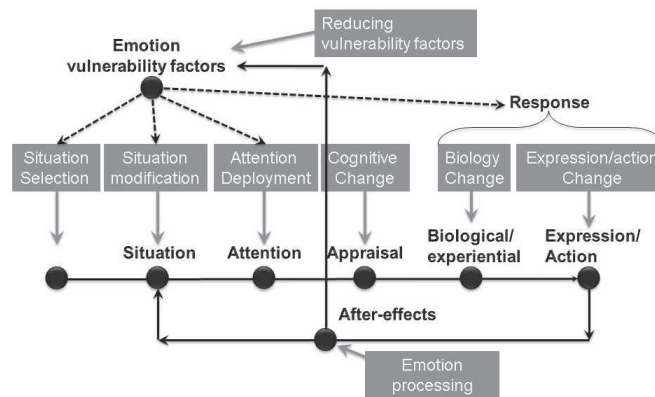 Reducing
vulnerability factors
Emotion
vulnerability factors
Response
Situation
Selection
Situation
modification
Attention
Deployment
Cognitive
Change
Biology
Change
Expression/action
Change
Situation
Attention
Appraisal
Biological/
experiential
Expression/
Action
After-effects
Emotion
processing